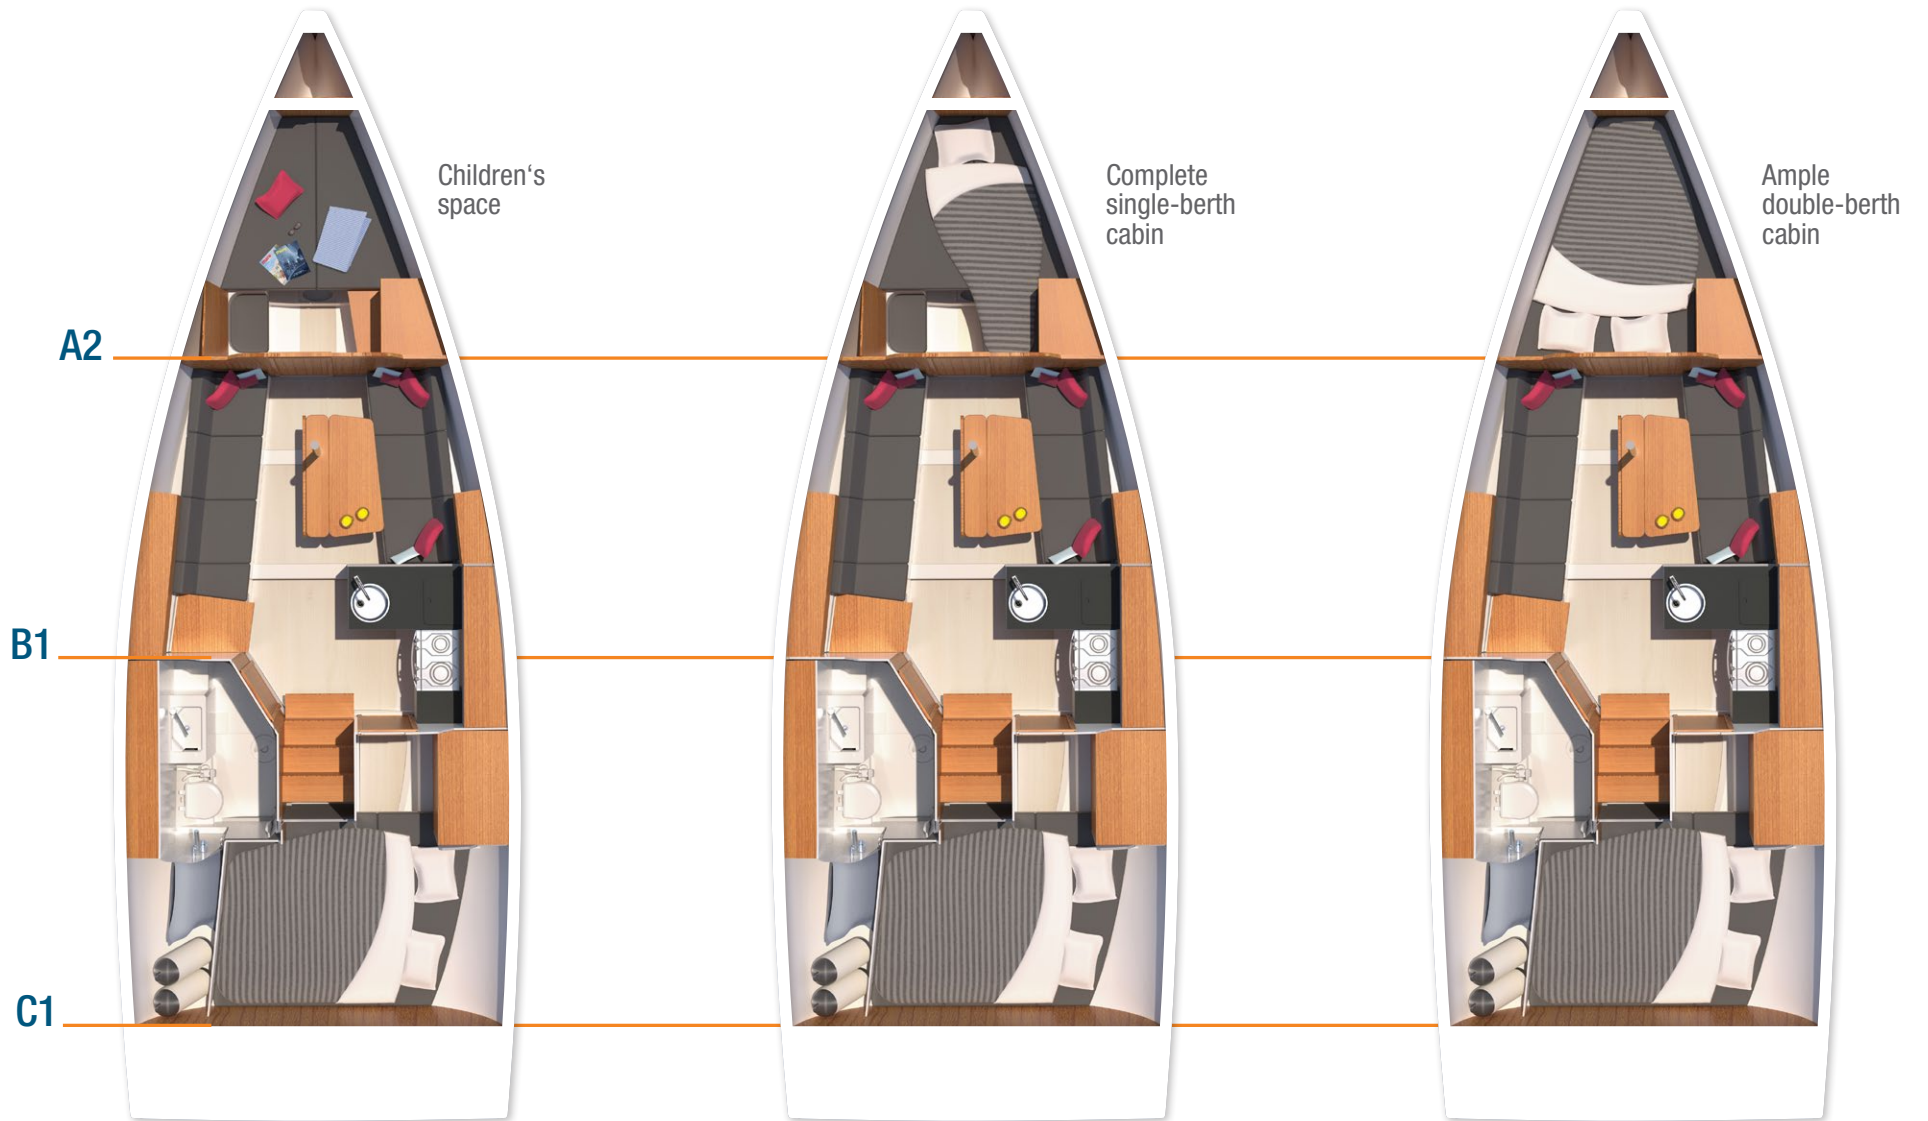 Children‘s
space
Complete
single-berth
cabin
Ample
double-berth
cabin
A2
B1
C1